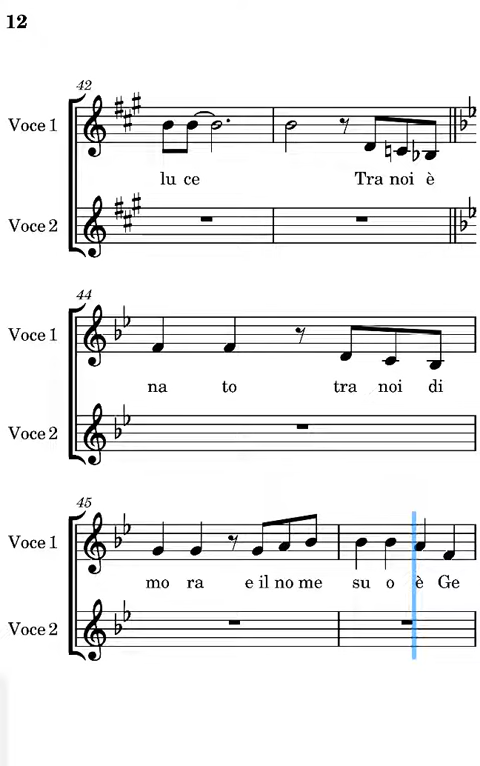 12
42
Voce 1
lu ce Tra noi è
Voce 2
44
Voce 1
na to tra noi di
Voce 2
45
Voce 1
mo ra e il no me su o è Ge
Voce 2